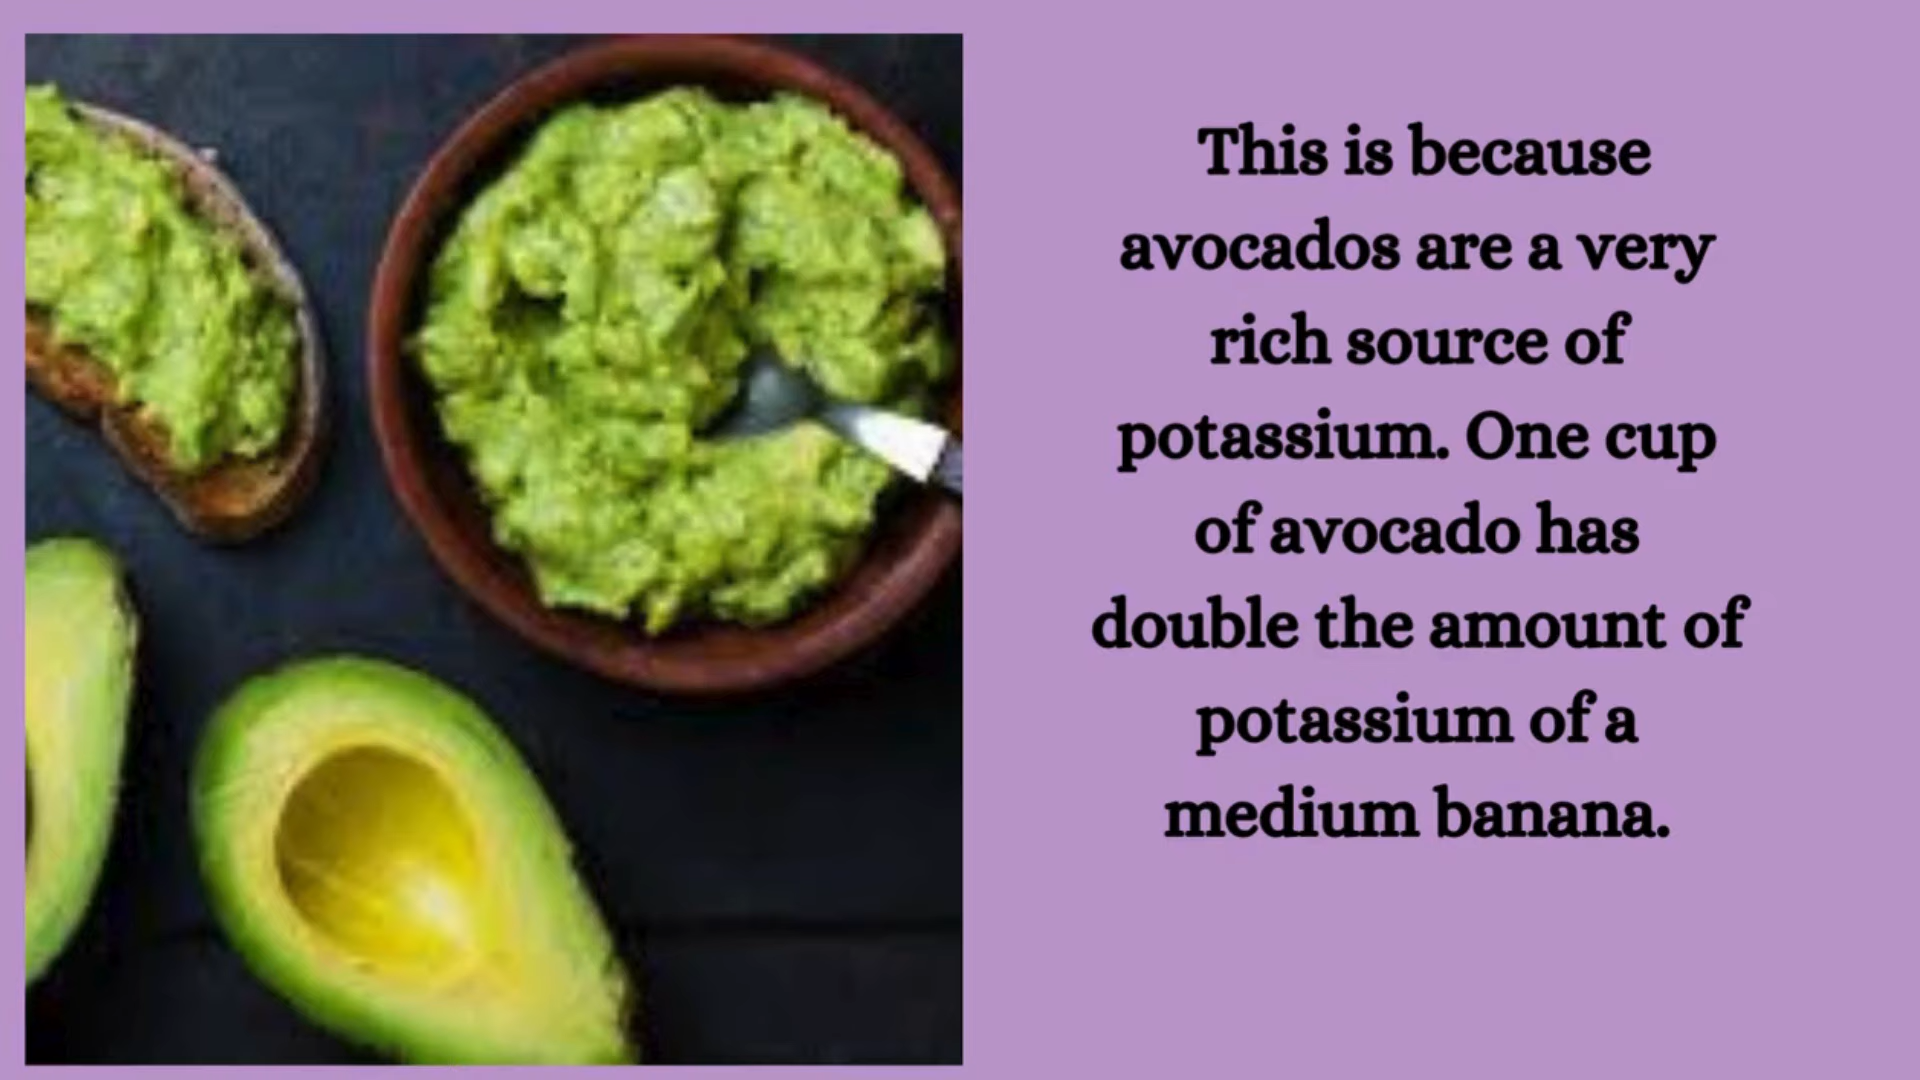 This is because
avocados are a very
rich source of
potassium. One cup
of avocado has
double the amount of
potassium of a
medium banana.